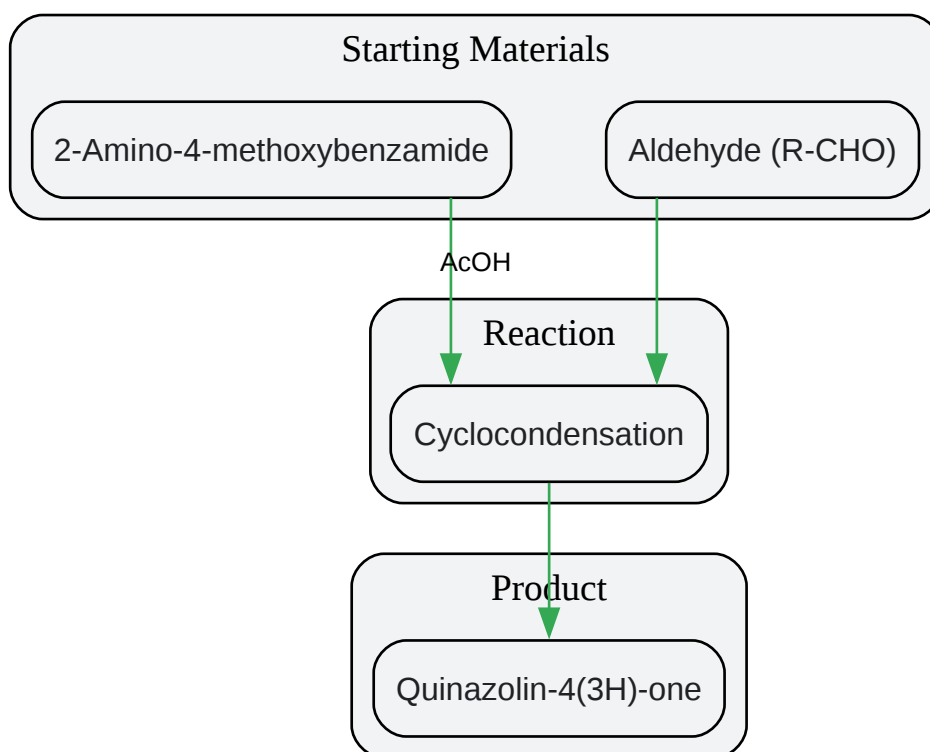 Starting Materials
2-Amino-4-methoxybenzamide
Aldehyde (R-CHO)
AcOH
Reaction
Cyclocondensation
Product
Quinazolin-4(3H)-one